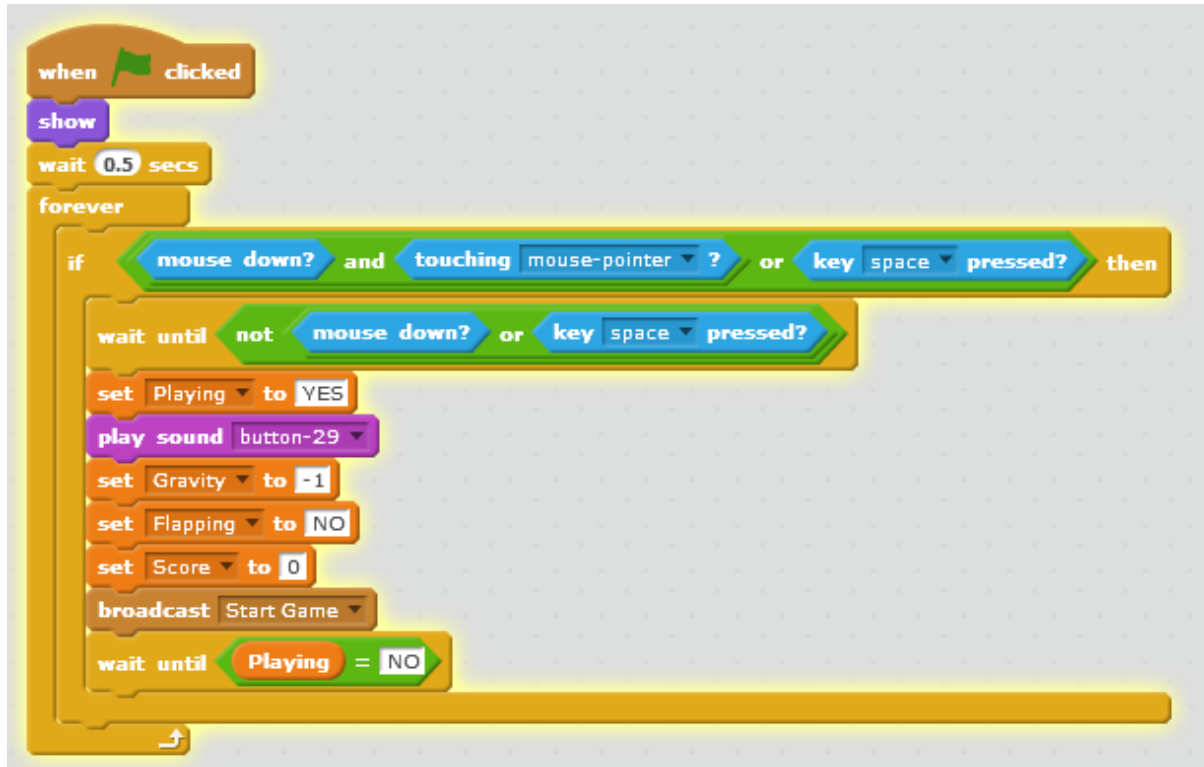 when clicked
show
wait 0.5 secs
forever
if mouse down? and touching mouse-pointer ? or key space pressed? then
wait until not mouse down? or key space pressed?
set Playing to YES
play sound button-29
set Gravity to -1
set Flapping to NO
set Score to 0
broadcast Start Game
wait until Playing = NO